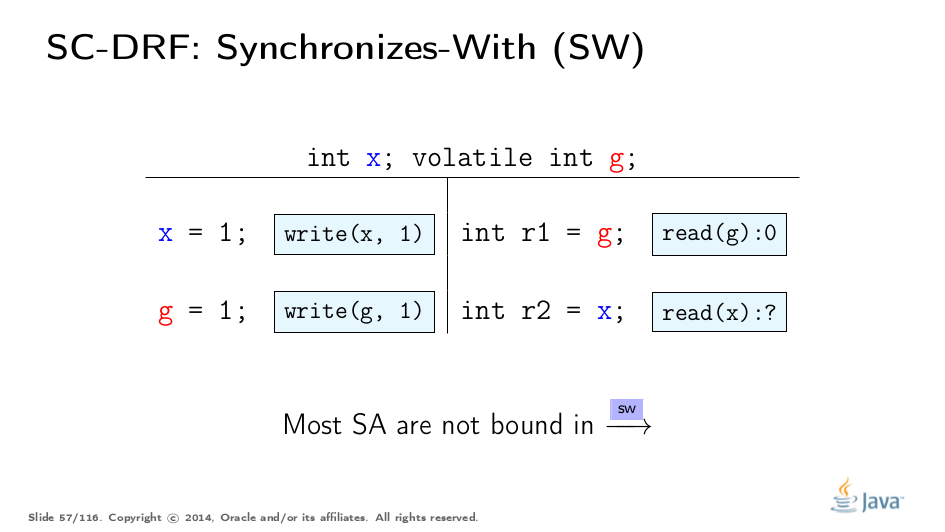 SC-DRF: Synchronizes-With (SW)
int x; volatile int g;
x = 1; write(x, 1) int r1 = g; read(g):0
g = 1; write(g, 1) int r2 = x; read(x):?
sw
Most SA are not bound in →
Java™
Slide 57/116. Copyright © 2014, Oracle and/or its affiliates. All rights reserved.